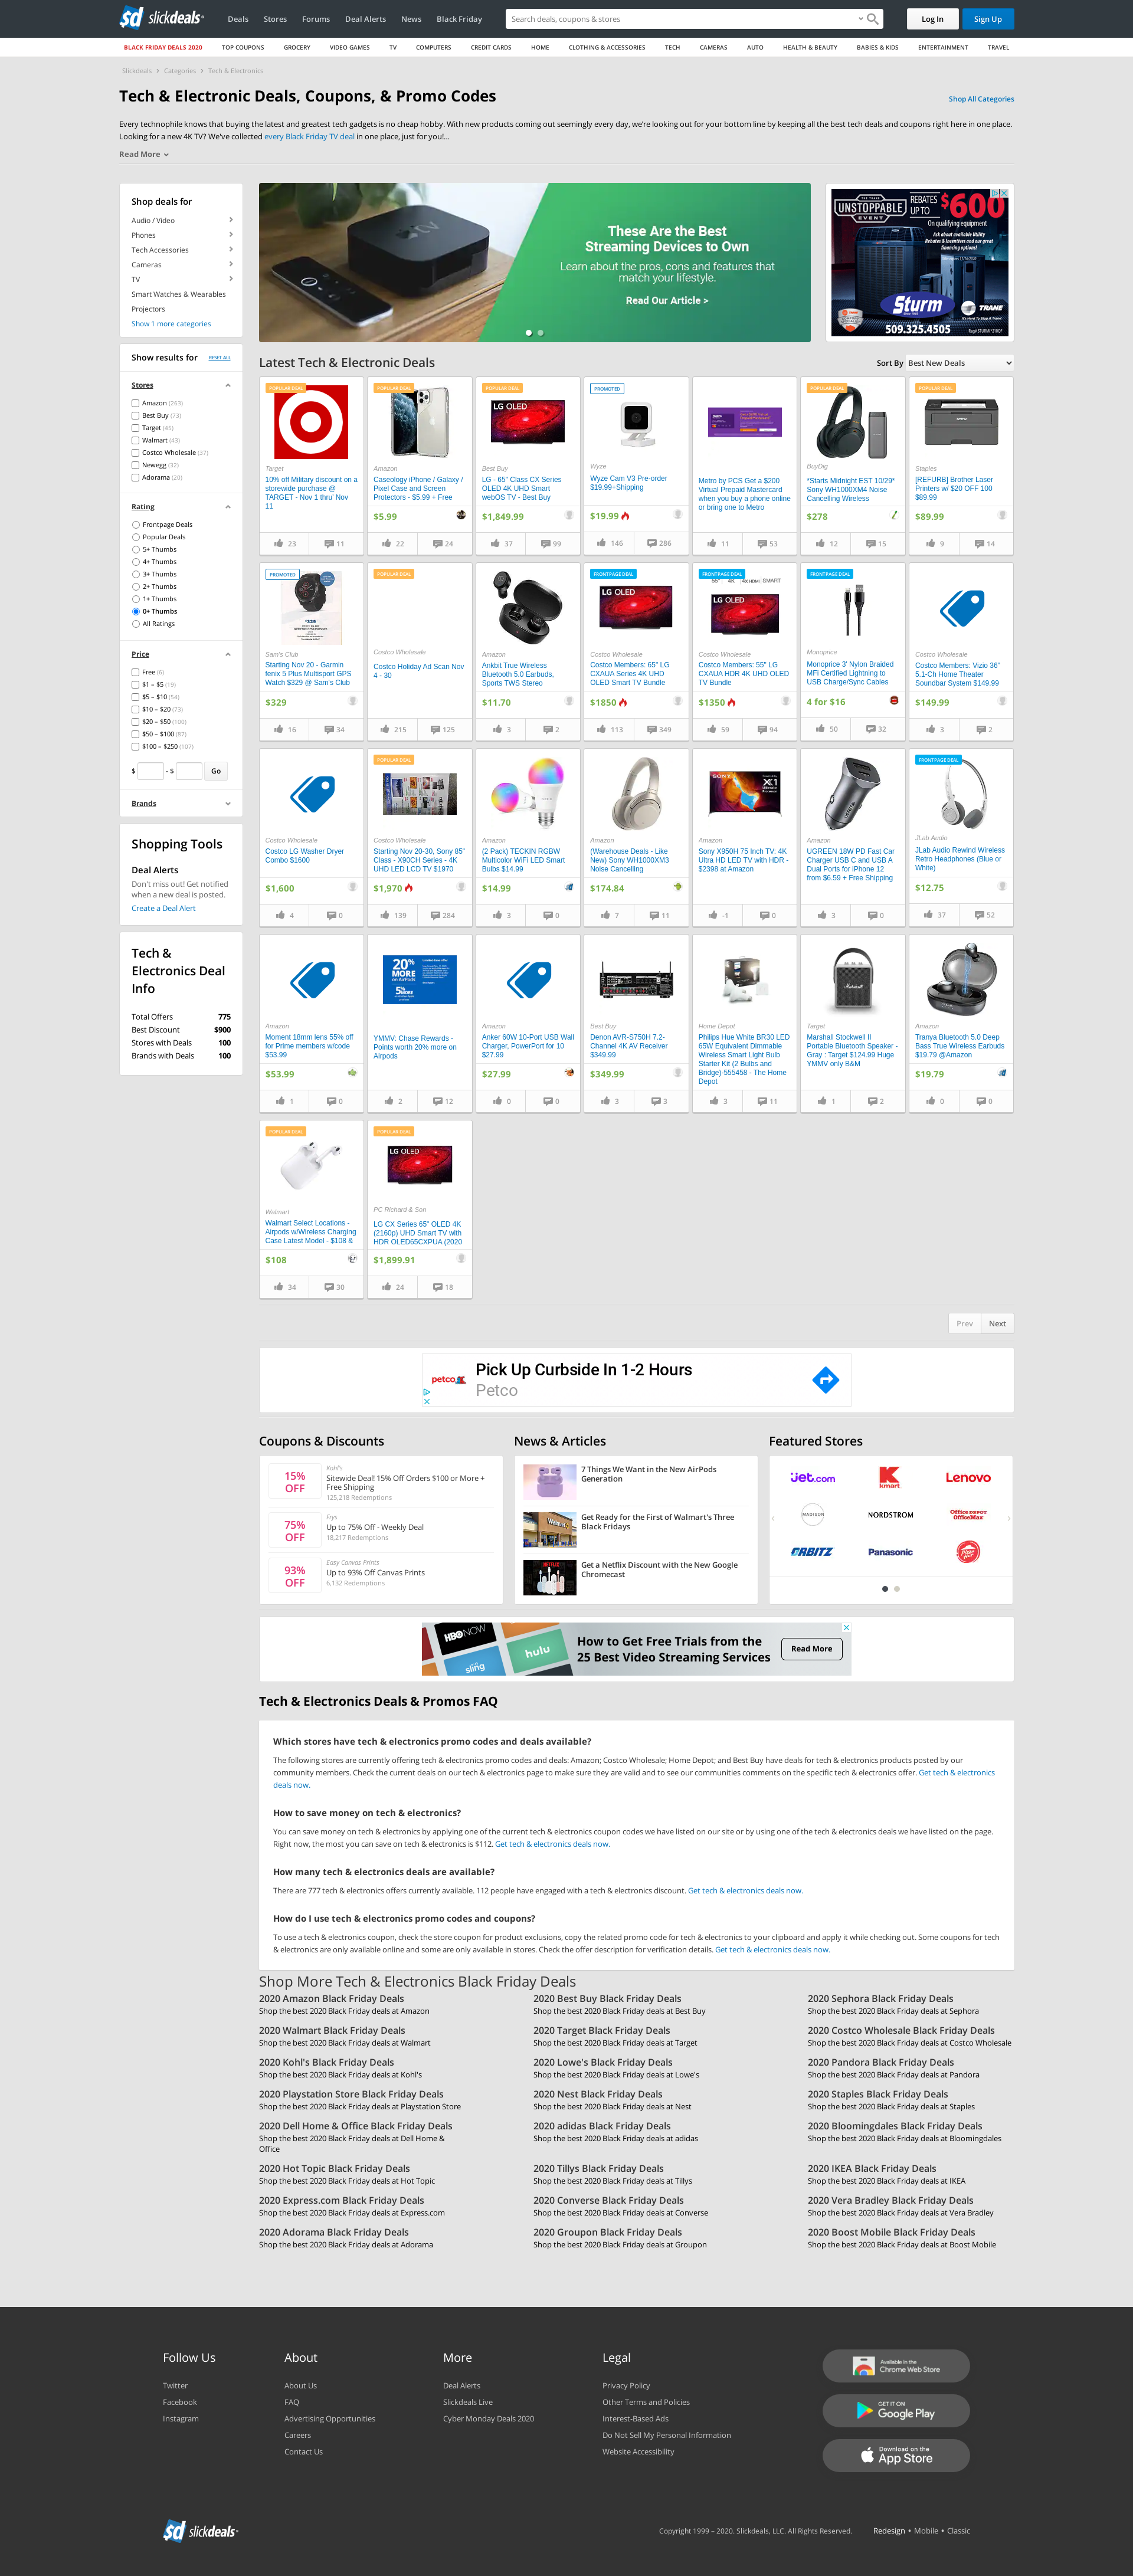 slickdeals
Deals
Stores
Forums
Deal Alerts
News
Black Friday
Search deals, coupons & stores
Log In
Sign Up
BLACK FRIDAY DEALS 2020
TOP COUPONS
GROCERY
VIDEO GAMES
TV
COMPUTERS
CREDIT CARDS
HOME
CLOTHING & ACCESSORIES
TECH
CAMERAS
AUTO
HEALTH & BEAUTY
BABIES & KIDS
ENTERTAINMENT
TRAVEL
Slickdeals > Categories > Tech & Electronics
Tech & Electronic Deals, Coupons, & Promo Codes
Shop All Categories
Every technophile knows that buying the latest and greatest tech gadgets is no cheap hobby. With new products coming out seemingly every day, we're looking out for your bottom line by keeping all the best tech deals and coupons right here in one place.
Looking for a new 4K TV? We've collected every Black Friday TV deal in one place, just for you!...
Read More
Shop deals for
Audio / Video
Phones
Tech Accessories
Cameras
TV
Smart Watches & Wearables
Projectors
Show 1 more categories
Show results for
RESET ALL
Stores
Amazon (263)
Best Buy (73)
Target (45)
Walmart (43)
Costco Wholesale (37)
Newegg (32)
Adorama (20)
Rating
Frontpage Deals
Popular Deals
5+ Thumbs
4+ Thumbs
3+ Thumbs
2+ Thumbs
1+ Thumbs
0+ Thumbs
All Ratings
Price
Free (6)
$1 – $5 (19)
$5 – $10 (54)
$10 – $20 (73)
$20 – $50 (100)
$50 – $100 (87)
$100 – $250 (107)
$ - $ Go
Brands
Shopping Tools
Deal Alerts
Don't miss out! Get notified
when a new deal is posted.
Create a Deal Alert
Tech &
Electronics Deal
Info
Total Offers 775
Best Discount $900
Stores with Deals 100
Brands with Deals 100
These Are the Best
Streaming Devices to Own
Learn about the pros, cons and features that
match your lifestyle.
Read Our Article >
UNSTOPPABLE
EVENT
REBATES UP TO $600
On qualifying equipment
Sturm
TRANE
509.325.4505
Latest Tech & Electronic Deals
Sort By Best New Deals
POPULAR DEAL
Target
10% off Military discount on a
storewide purchase @
TARGET - Nov 1 thru' Nov
11
23 11
POPULAR DEAL
Amazon
Caseology iPhone / Galaxy /
Pixel Case and Screen
Protectors - $5.99 + Free
$5.99
22 24
POPULAR DEAL
LG OLED
Best Buy
LG - 65" Class CX Series
OLED 4K UHD Smart
webOS TV - Best Buy
$1,849.99
37 99
PROMOTED
Wyze
Wyze Cam V3 Pre-order
$19.99+Shipping
$19.99
146 286
Metro by PCS Get a $200
Virtual Prepaid Mastercard
when you buy a phone online
or bring one to Metro
11 53
POPULAR DEAL
BuyDig
*Starts Midnight EST 10/29*
Sony WH1000XM4 Noise
Cancelling Wireless
$278
12 15
POPULAR DEAL
Staples
[REFURB] Brother Laser
Printers w/ $20 OFF 100
$89.99
$89.99
9 14
PROMOTED
$329
Sam's Club
Starting Nov 20 - Garmin
fenix 5 Plus Multisport GPS
Watch $329 @ Sam's Club
$329
16 34
POPULAR DEAL
Costco Wholesale
Costco Holiday Ad Scan Nov
4 - 30
215 125
Amazon
Ankbit True Wireless
Bluetooth 5.0 Earbuds,
Sports TWS Stereo
$11.70
3 2
FRONTPAGE DEAL
LG OLED
Costco Wholesale
Costco Members: 65" LG
CXAUA Series 4K UHD
OLED Smart TV Bundle
$1850
113 349
FRONTPAGE DEAL
55" 4K 4K HDMI SMART
LG OLED
Costco Wholesale
Costco Members: 55" LG
CXAUA HDR 4K UHD OLED
TV Bundle
$1350
59 94
FRONTPAGE DEAL
Monoprice
Monoprice 3' Nylon Braided
MFi Certified Lightning to
USB Charge/Sync Cables
4 for $16
50 32
Costco Wholesale
Costco Members: Vizio 36"
5.1-Ch Home Theater
Soundbar System $149.99
$149.99
3 2
Costco Wholesale
Costco LG Washer Dryer
Combo $1600
$1,600
4 0
POPULAR DEAL
Costco Wholesale
Starting Nov 20-30, Sony 85"
Class - X90CH Series - 4K
UHD LED LCD TV $1970
$1,970
139 284
Amazon
(2 Pack) TECKIN RGBW
Multicolor WiFi LED Smart
Bulbs $14.99
$14.99
3 0
Amazon
(Warehouse Deals - Like
New) Sony WH1000XM3
Noise Cancelling
$174.84
7 11
SONY
X1
Amazon
Sony X950H 75 Inch TV: 4K
Ultra HD LED TV with HDR -
$2398 at Amazon
-1 0
Amazon
UGREEN 18W PD Fast Car
Charger USB C and USB A
Dual Ports for iPhone 12
from $6.59 + Free Shipping
3 0
FRONTPAGE DEAL
JLab Audio
JLab Audio Rewind Wireless
Retro Headphones (Blue or
White)
$12.75
37 52
Amazon
Moment 18mm lens 55% off
for Prime members w/code
$53.99
$53.99
1 0
20%
MORE
on AirPods
5% MORE
YMMV: Chase Rewards -
Points worth 20% more on
Airpods
2 12
Amazon
Anker 60W 10-Port USB Wall
Charger, PowerPort for 10
$27.99
$27.99
0 0
Best Buy
Denon AVR-S750H 7.2-
Channel 4K AV Receiver
$349.99
$349.99
3 3
Home Depot
Philips Hue White BR30 LED
65W Equivalent Dimmable
Wireless Smart Light Bulb
Starter Kit (2 Bulbs and
Bridge)-555458 - The Home
Depot
3 11
Marshall
Target
Marshall Stockwell II
Portable Bluetooth Speaker -
Gray : Target $124.99 Huge
YMMV only B&M
1 2
Amazon
Tranya Bluetooth 5.0 Deep
Bass True Wireless Earbuds
$19.79 @Amazon
$19.79
0 0
POPULAR DEAL
Walmart
Walmart Select Locations -
Airpods w/Wireless Charging
Case Latest Model - $108 &
$108
34 30
POPULAR DEAL
LG OLED
PC Richard & Son
LG CX Series 65" OLED 4K
(2160p) UHD Smart TV with
HDR OLED65CXPUA (2020
$1,899.91
24 18
Prev
Next
petco
Pick Up Curbside In 1-2 Hours
Petco
Coupons & Discounts
15%
OFF
Kohl's
Sitewide Deal! 15% Off Orders $100 or More +
Free Shipping
125,218 Redemptions
75%
OFF
Frys
Up to 75% Off - Weekly Deal
18,217 Redemptions
93%
OFF
Easy Canvas Prints
Up to 93% Off Canvas Prints
6,132 Redemptions
News & Articles
7 Things We Want in the New AirPods
Generation
Get Ready for the First of Walmart's Three
Black Fridays
Get a Netflix Discount with the New Google
Chromecast
Featured Stores
jet.com
kmart
Lenovo
MADISON
NORDSTROM
Office DEPOT
OfficeMax
ORBITZ
Panasonic
Pizza Hut
HBO NOW
sling
hulu
How to Get Free Trials from the
25 Best Video Streaming Services
Read More
Tech & Electronics Deals & Promos FAQ
Which stores have tech & electronics promo codes and deals available?
The following stores are currently offering tech & electronics promo codes and deals: Amazon; Costco Wholesale; Home Depot; and Best Buy have deals for tech & electronics products posted by our
community members. Check the current deals on our tech & electronics page to make sure they are valid and to see our communities comments on the specific tech & electronics offer. Get tech & electronics
deals now.
How to save money on tech & electronics?
You can save money on tech & electronics by applying one of the current tech & electronics coupon codes we have listed on our site or by using one of the tech & electronics deals we have listed on the page.
Right now, the most you can save on tech & electronics is $112. Get tech & electronics deals now.
How many tech & electronics deals are available?
There are 777 tech & electronics offers currently available. 112 people have engaged with a tech & electronics discount. Get tech & electronics deals now.
How do I use tech & electronics promo codes and coupons?
To use a tech & electronics coupon, check the store coupon for product exclusions, copy the related promo code for tech & electronics to your clipboard and apply it while checking out. Some coupons for tech
& electronics are only available online and some are only available in stores. Check the offer description for verification details. Get tech & electronics deals now.
Shop More Tech & Electronics Black Friday Deals
2020 Amazon Black Friday Deals
Shop the best 2020 Black Friday deals at Amazon
2020 Best Buy Black Friday Deals
Shop the best 2020 Black Friday deals at Best Buy
2020 Sephora Black Friday Deals
Shop the best 2020 Black Friday deals at Sephora
2020 Walmart Black Friday Deals
Shop the best 2020 Black Friday deals at Walmart
2020 Target Black Friday Deals
Shop the best 2020 Black Friday deals at Target
2020 Costco Wholesale Black Friday Deals
Shop the best 2020 Black Friday deals at Costco Wholesale
2020 Kohl's Black Friday Deals
Shop the best 2020 Black Friday deals at Kohl's
2020 Lowe's Black Friday Deals
Shop the best 2020 Black Friday deals at Lowe's
2020 Pandora Black Friday Deals
Shop the best 2020 Black Friday deals at Pandora
2020 Playstation Store Black Friday Deals
Shop the best 2020 Black Friday deals at Playstation Store
2020 Nest Black Friday Deals
Shop the best 2020 Black Friday deals at Nest
2020 Staples Black Friday Deals
Shop the best 2020 Black Friday deals at Staples
2020 Dell Home & Office Black Friday Deals
Shop the best 2020 Black Friday deals at Dell Home &
Office
2020 adidas Black Friday Deals
Shop the best 2020 Black Friday deals at adidas
2020 Bloomingdales Black Friday Deals
Shop the best 2020 Black Friday deals at Bloomingdales
2020 Hot Topic Black Friday Deals
Shop the best 2020 Black Friday deals at Hot Topic
2020 Tillys Black Friday Deals
Shop the best 2020 Black Friday deals at Tillys
2020 IKEA Black Friday Deals
Shop the best 2020 Black Friday deals at IKEA
2020 Express.com Black Friday Deals
Shop the best 2020 Black Friday deals at Express.com
2020 Converse Black Friday Deals
Shop the best 2020 Black Friday deals at Converse
2020 Vera Bradley Black Friday Deals
Shop the best 2020 Black Friday deals at Vera Bradley
2020 Adorama Black Friday Deals
Shop the best 2020 Black Friday deals at Adorama
2020 Groupon Black Friday Deals
Shop the best 2020 Black Friday deals at Groupon
2020 Boost Mobile Black Friday Deals
Shop the best 2020 Black Friday deals at Boost Mobile
Follow Us
Twitter
Facebook
Instagram
About
About Us
FAQ
Advertising Opportunities
Careers
Contact Us
More
Deal Alerts
Slickdeals Live
Cyber Monday Deals 2020
Legal
Privacy Policy
Other Terms and Policies
Interest-Based Ads
Do Not Sell My Personal Information
Website Accessibility
Available in the
Chrome Web Store
GET IT ON
Google Play
Download on the
App Store
slickdeals
Copyright 1999 – 2020. Slickdeals, LLC. All Rights Reserved.
Redesign • Mobile • Classic